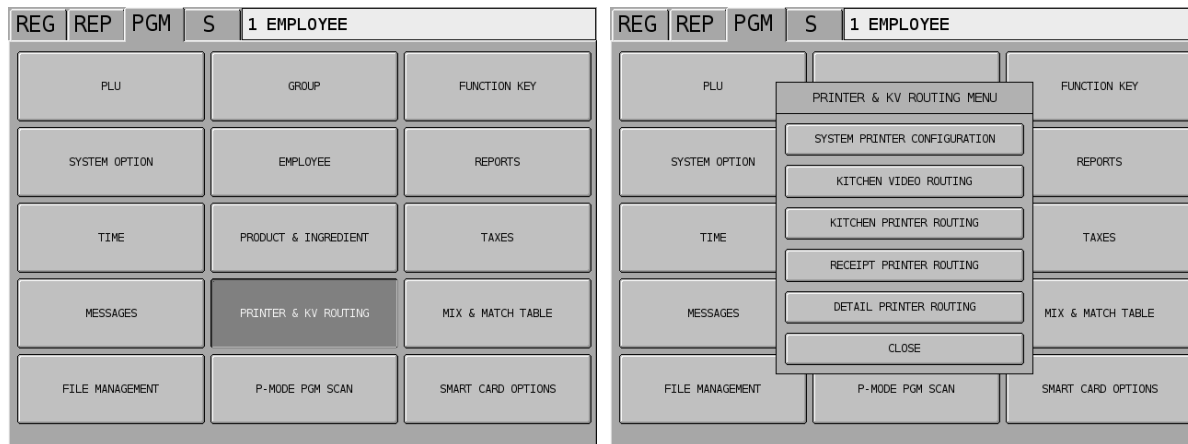 REG REP PGM S 1 EMPLOYEE
PLU GROUP FUNCTION KEY
SYSTEM OPTION EMPLOYEE REPORTS
TIME PRODUCT & INGREDIENT TAXES
MESSAGES PRINTER & KV ROUTING MIX & MATCH TABLE
FILE MANAGEMENT P-MODE PGM SCAN SMART CARD OPTIONS
REG REP PGM S 1 EMPLOYEE
PLU FUNCTION KEY
PRINTER & KV ROUTING MENU
SYSTEM PRINTER CONFIGURATION
SYSTEM OPTION REPORTS
KITCHEN VIDEO ROUTING
KITCHEN PRINTER ROUTING
TIME TAXES
RECEIPT PRINTER ROUTING
DETAIL PRINTER ROUTING
MESSAGES MIX & MATCH TABLE
CLOSE
FILE MANAGEMENT P-MODE PGM SCAN SMART CARD OPTIONS